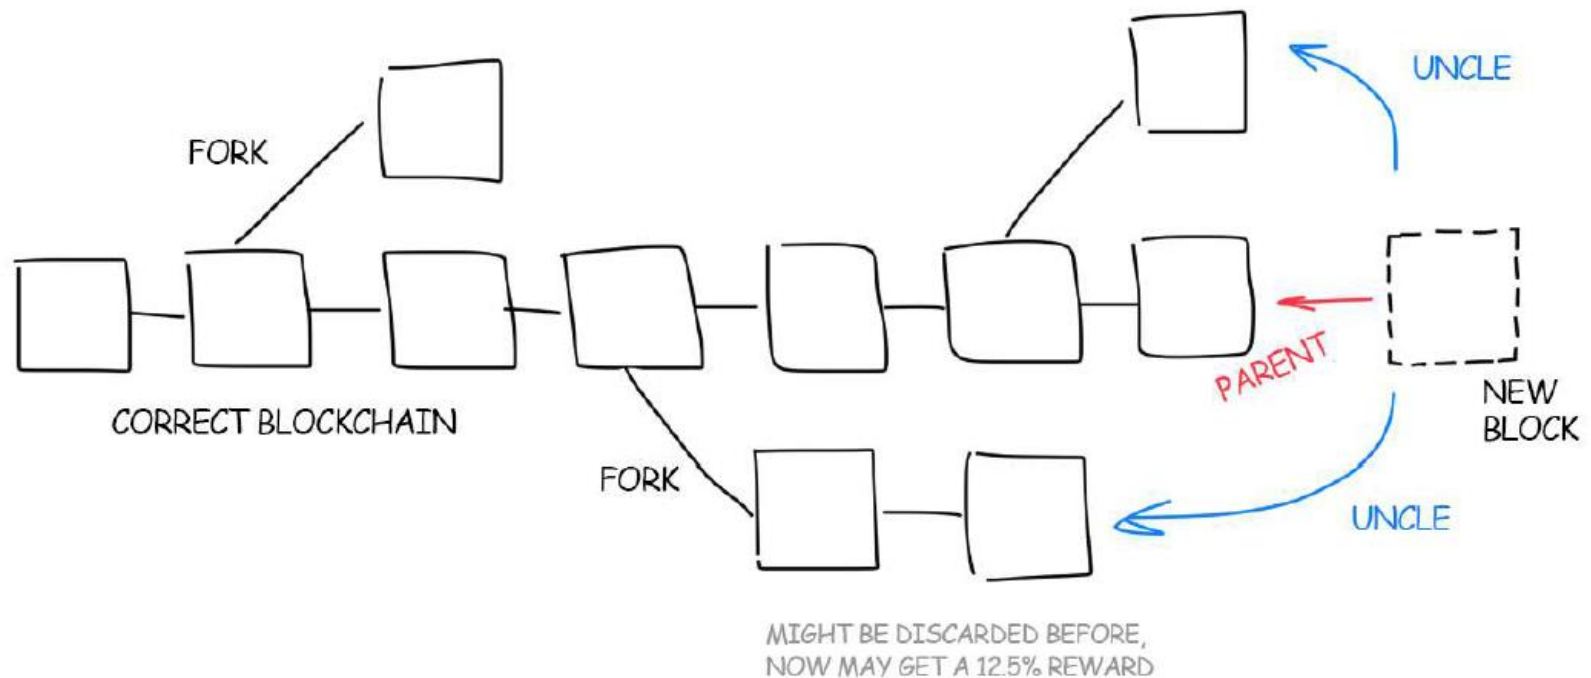 UNCLE
FORK
PARENT
NEW
BLOCK
CORRECT BLOCKCHAIN
FORK
UNCLE
MIGHT BE DISCARDED BEFORE,
NOW MAY GET A 12.5% REWARD